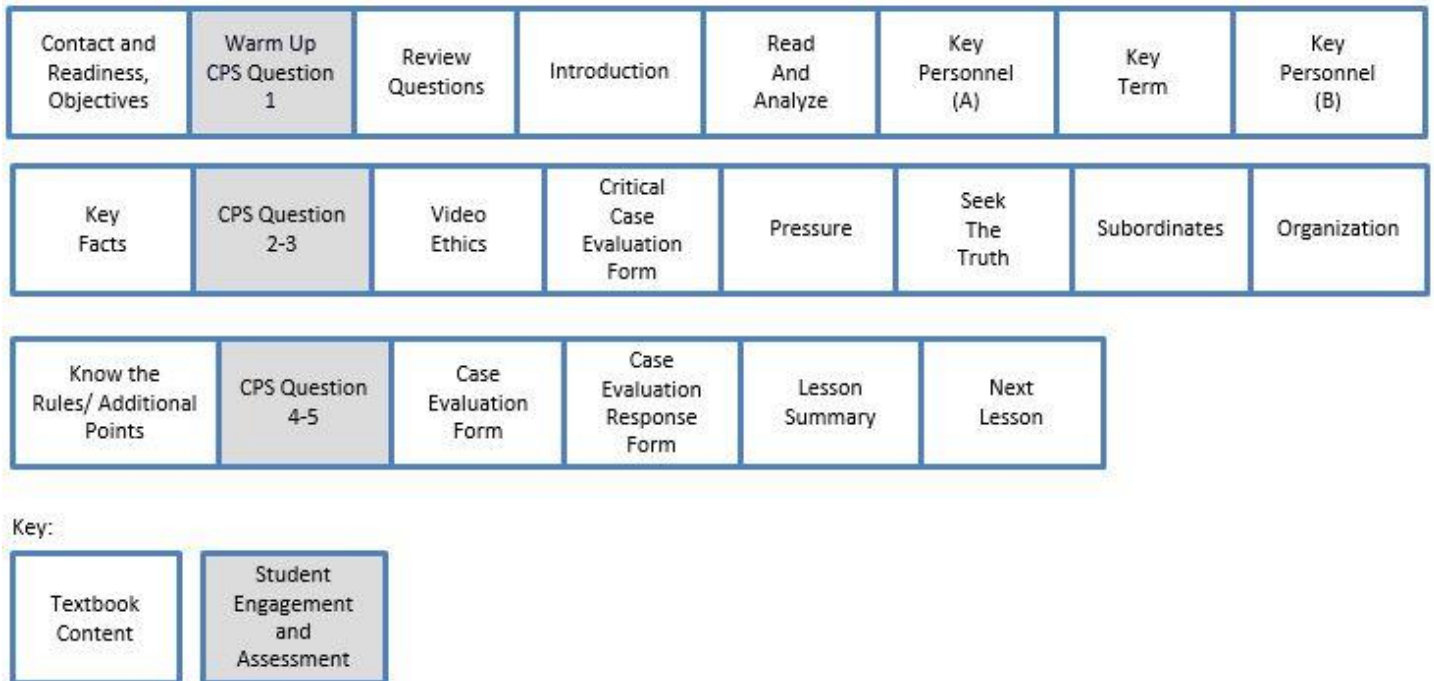 Contact and
Readiness,
Objectives
Warm Up
CPS Question
1
Review
Questions
Introduction
Read
And
Analyze
Key
Personnel
(A)
Key
Term
Key
Personnel
(B)
Key
Facts
CPS Question
2-3
Video
Ethics
Critical
Case
Evaluation
Form
Pressure
Seek
The
Truth
Subordinates
Organization
Know the
Rules/ Additional
Points
CPS Question
4-5
Case
Evaluation
Form
Case
Evaluation
Response
Form
Lesson
Summary
Next
Lesson
Key:
Textbook
Content
Student
Engagement
and
Assessment